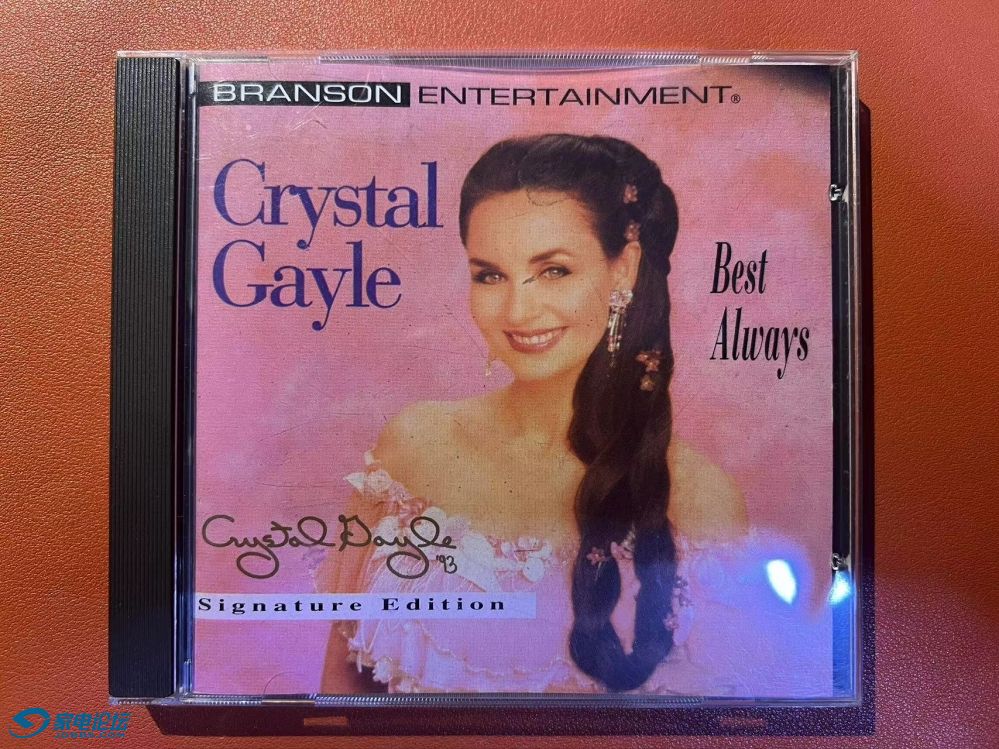 BRANSON ENTERTAINMENT®
Crystal
Gayle
Best
Always
Crystal Gayle
'93
Signature Edition
家电论坛